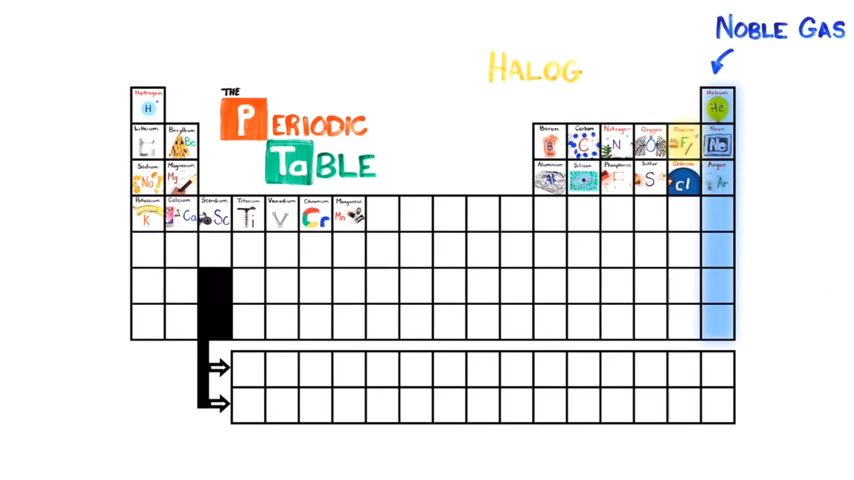 NOBLE GAS
HALOG
THE
PERIODIC
TABLE
Hydrogen
H
Helium
He
Lithium
Beryllium
Be
Boron
Carbon
C
Nitrogen
N
Oxygen
O
Fluorine
F
Neon
Ne
Sodium
Na
Magnesium
Mg
Aluminum
Al
Silicon
Phosphorus
Sulfur
S
Chlorine
Cl
Argon
Ar
Potassium
K
Calcium
Ca
Scandium
Sc
Titanium
Ti
Vanadium
V
Chromium
Cr
Manganese
Mn